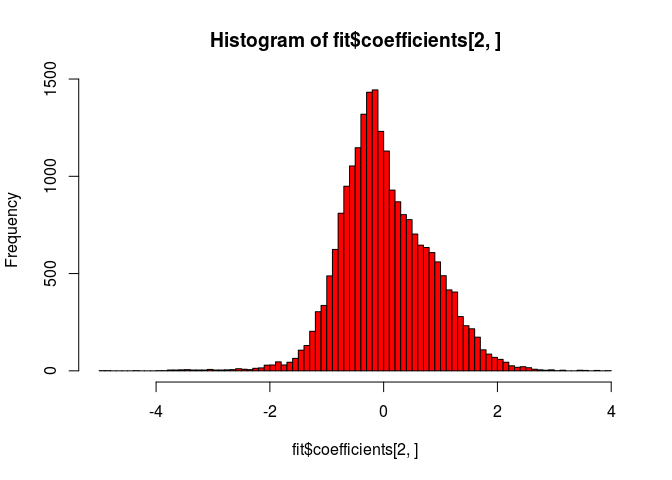 Histogram of fit$coefficients[2, ]
Frequency
1500
1000
500
0
-4 -2 0 2 4
fit$coefficients[2, ]